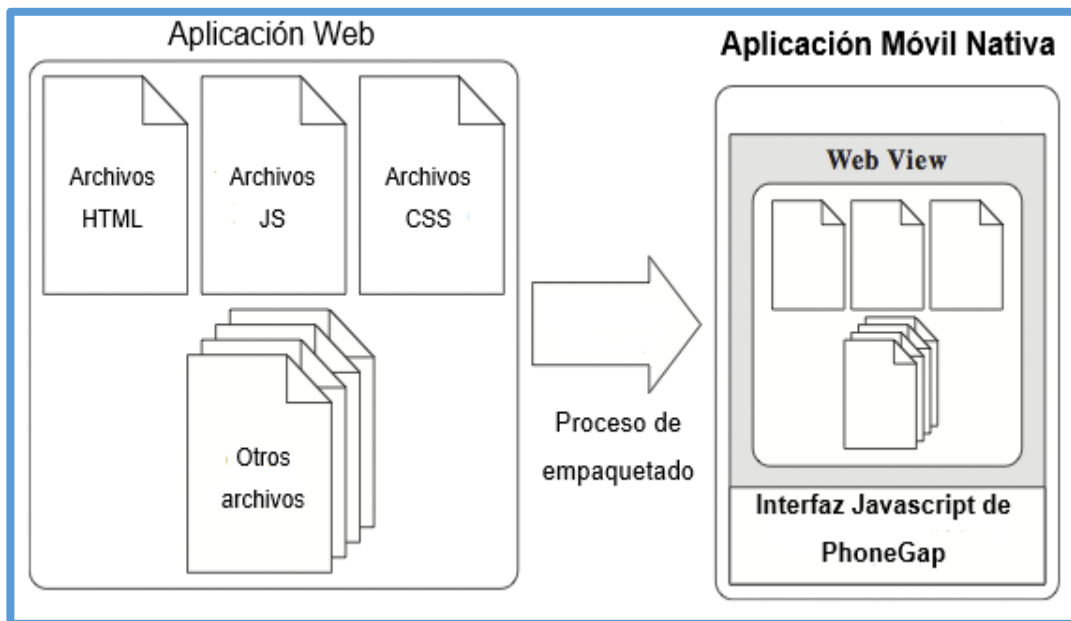 Aplicación Web
Archivos
HTML
Archivos
JS
Archivos
CSS
Otros
archivos
Proceso de
empaquetado
Aplicación Móvil Nativa
Web View
Interfaz Javascript de
PhoneGap